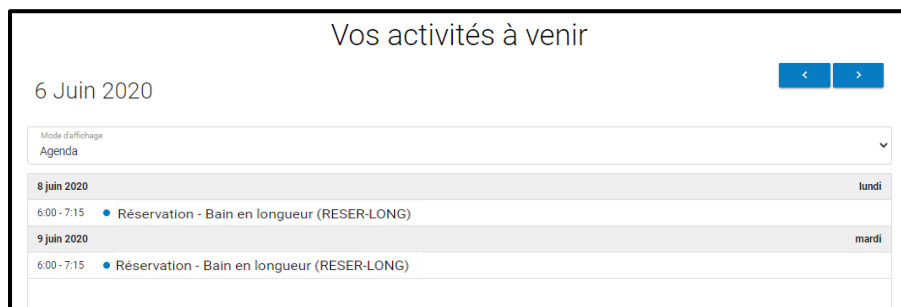 Vos activités à venir
6 Juin 2020
Mode d'affichage
Agenda
8 juin 2020 lundi
6:00 - 7:15 Réservation - Bain en longueur (RESER-LONG)
9 juin 2020 mardi
6:00 - 7:15 Réservation - Bain en longueur (RESER-LONG)